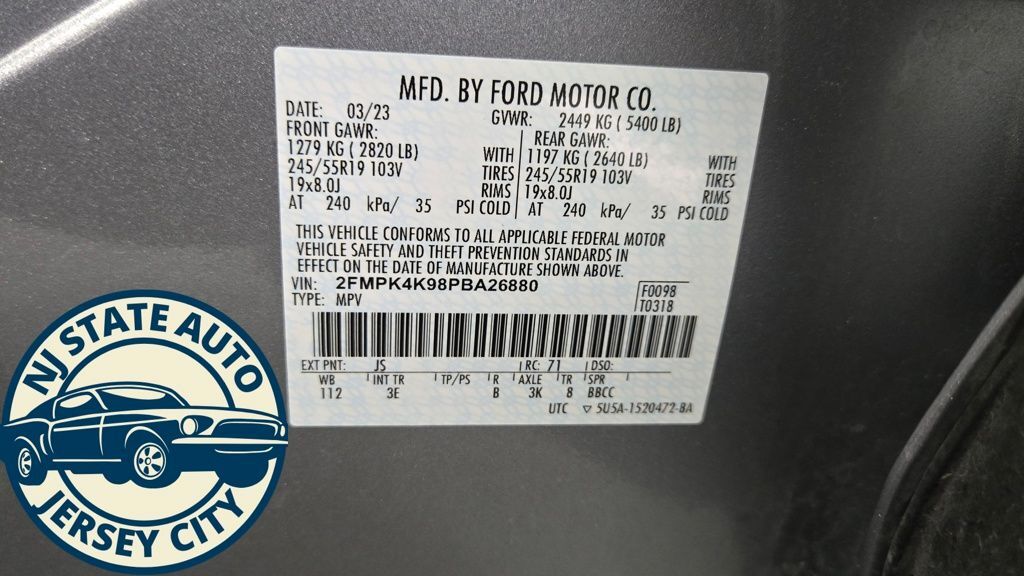 MFD. BY FORD MOTOR CO.
DATE: 03/23 GVWR: 2449 KG ( 5400 LB)
FRONT GAWR: REAR GAWR:
1279 KG ( 2820 LB) WITH 1197 KG ( 2640 LB) WITH
245/55R19 103V TIRES 245/55R19 103V TIRES
19x8.0J RIMS 19x8.0J RIMS
AT 240 kPa/ 35 PSI COLD AT 240 kPa/ 35 PSI COLD
THIS VEHICLE CONFORMS TO ALL APPLICABLE FEDERAL MOTOR
VEHICLE SAFETY AND THEFT PREVENTION STANDARDS IN
EFFECT ON THE DATE OF MANUFACTURE SHOWN ABOVE.
VIN: 2FMPK4K98PBA26880 F0098
TYPE: MPV T0318
EXT PNT: JS RC: 71 DSO:
WB INT TR TP/PS R AXLE TR SPR
112 3E B 3K 8 BBCC
UTC ▽ 5U5A-1520472-BA
NJ STATE AUTO
JERSEY CITY